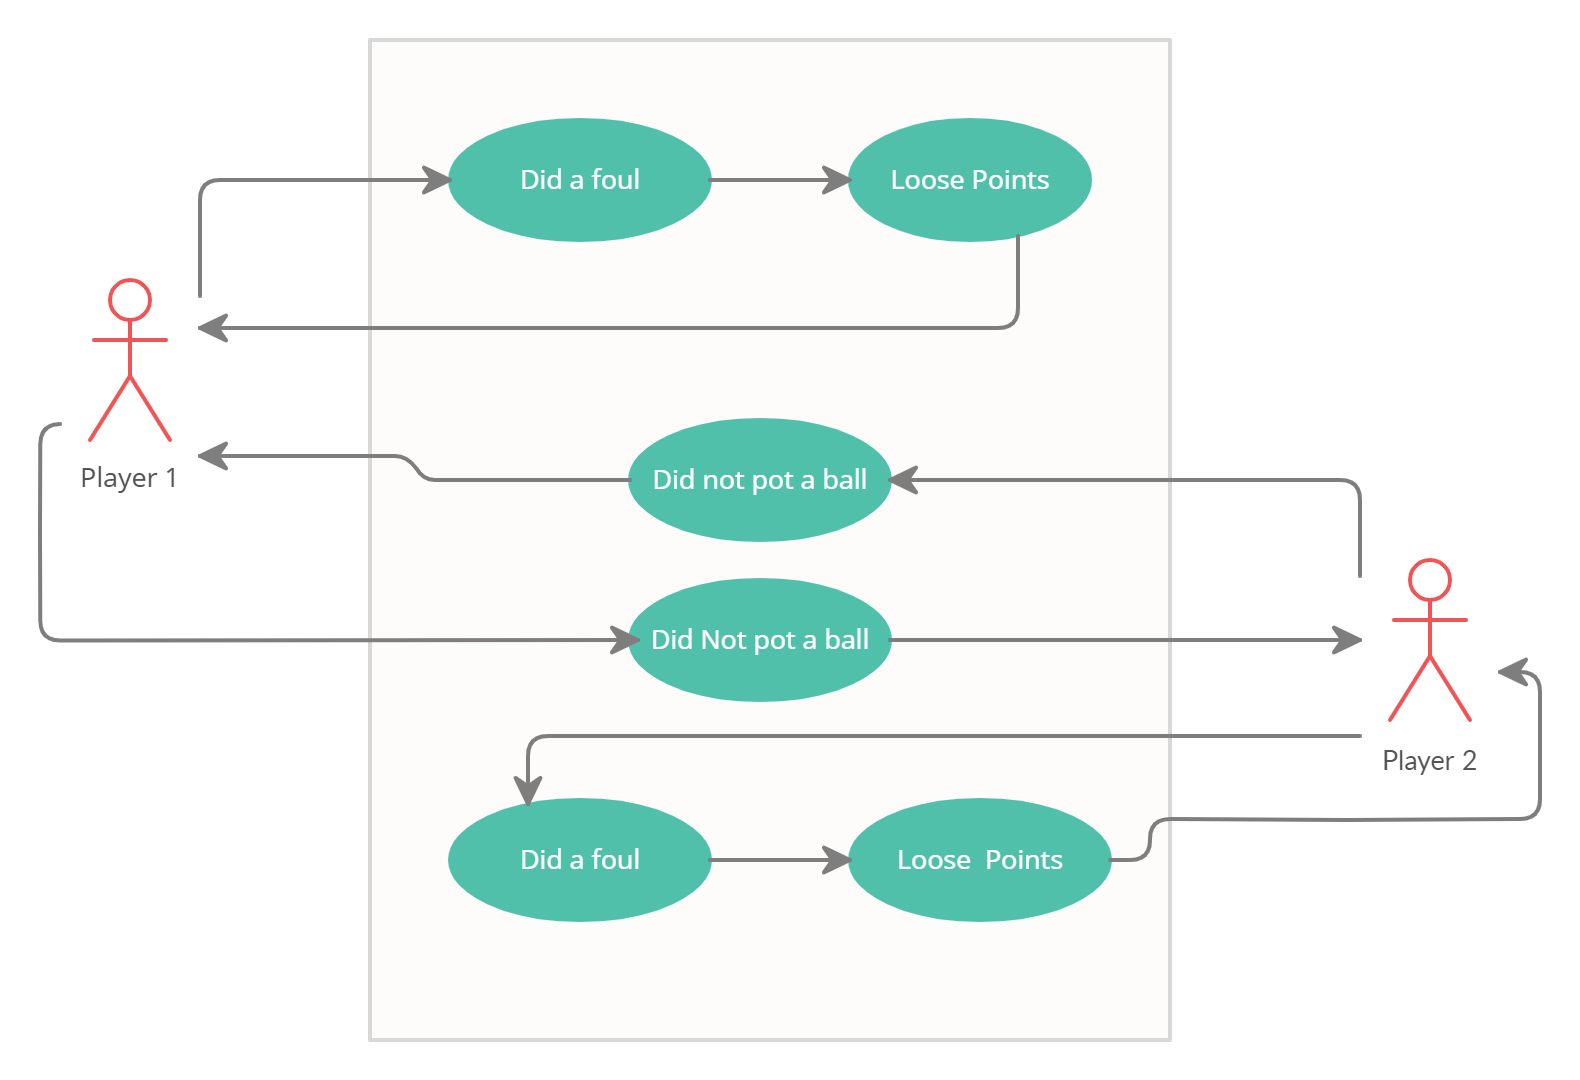 Did a foul
Loose Points
Player 1
Did not pot a ball
Did Not pot a ball
Player 2
Did a foul
Loose  Points